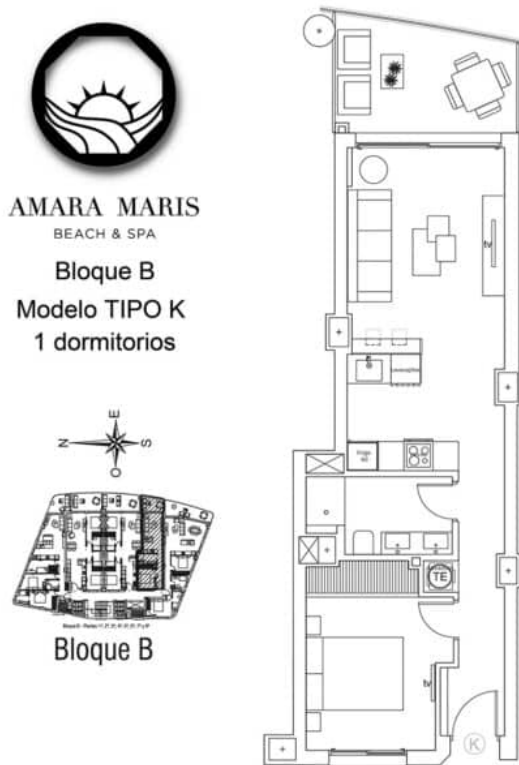 AMARA MARIS
BEACH & SPA
Bloque B
Modelo TIPO K
1 dormitorios
E
N
S
O
Bloque B
tv
TE
tv
K